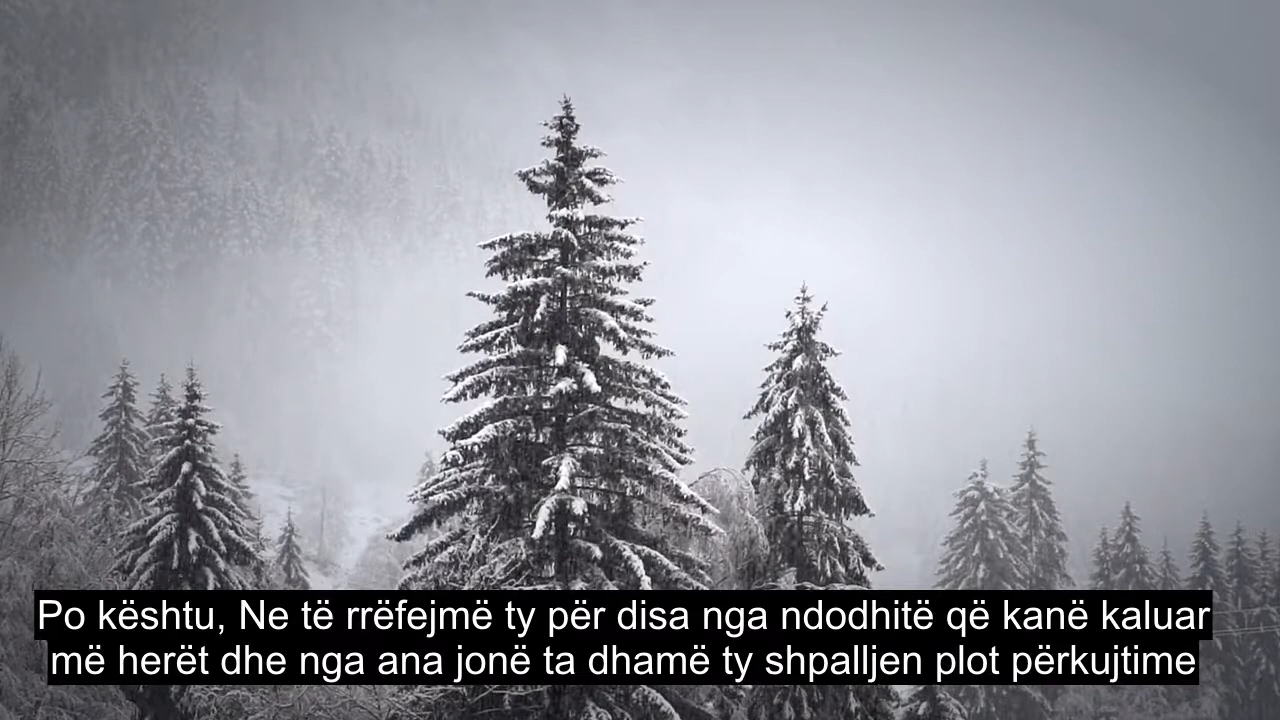 Po kështu, Ne të rrëfejmë ty për disa nga ndodhitë që kanë kaluar
më herët dhe nga ana jonë ta dhamë ty shpalljen plot përkujtime